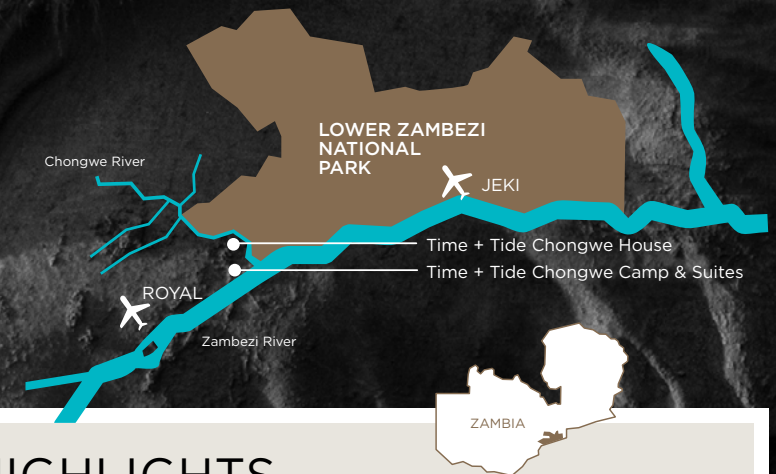 LOWER ZAMBEZI
NATIONAL
PARK
Chongwe River
JEKI
Time + Tide Chongwe House
Time + Tide Chongwe Camp & Suites
ROYAL
Zambezi River
ZAMBIA
HIGHLIGHTS